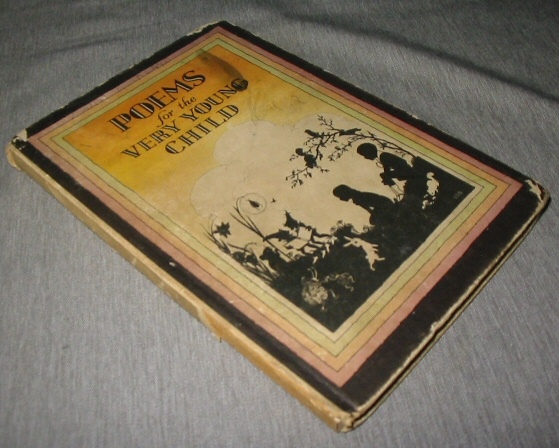 POEMS
for the
VERY YOUNG
CHILD